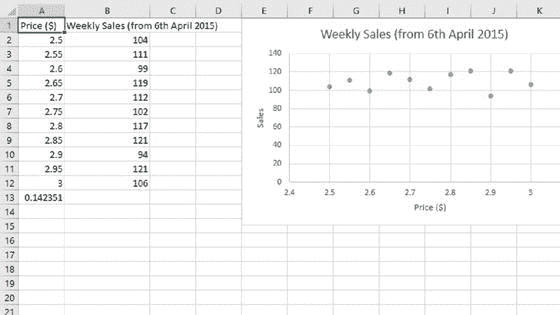 A B C D E F G H I J K
1 Price ($) Weekly Sales (from 6th April 2015)
2 2.5 104
3 2.55 111
4 2.6 99
5 2.65 119
6 2.7 112
7 2.75 102
8 2.8 117
9 2.85 121
10 2.9 94
11 2.95 121
12 3 106
13 0.142351
14
15
16
17
18
19
20
21
Weekly Sales (from 6th April 2015)
140
120
100
80
60
40
20
0
Sales
2.4 2.5 2.6 2.7 2.8 2.9 3
Price ($)